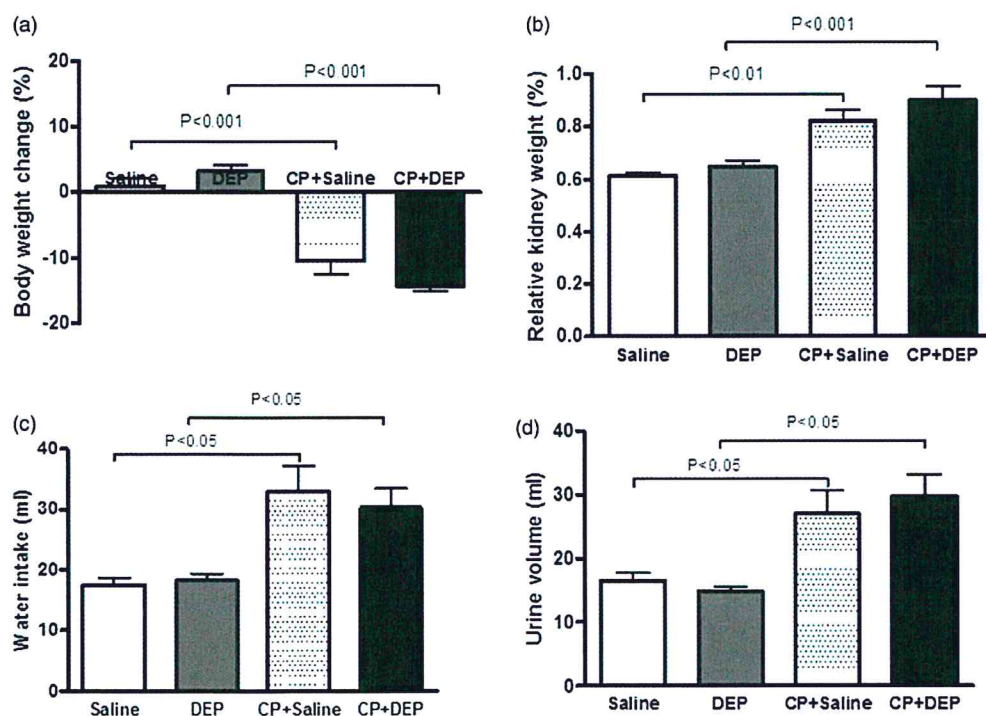 (a)
Body weight change (%)
20
10
0
-10
-20
P<0.001
P<0.001
Saline DEP CP+Saline CP+DEP
(b)
Relative kidney weight (%)
1.0
0.8
0.6
0.4
0.2
0.0
P<0.001
P<0.01
Saline DEP CP+Saline CP+DEP
(c)
Water intake (ml)
40
30
20
10
0
P<0.05
P<0.05
Saline DEP CP+Saline CP+DEP
(d)
Urine volume (ml)
40
30
20
10
0
P<0.05
P<0.05
Saline DEP CP+Saline CP+DEP